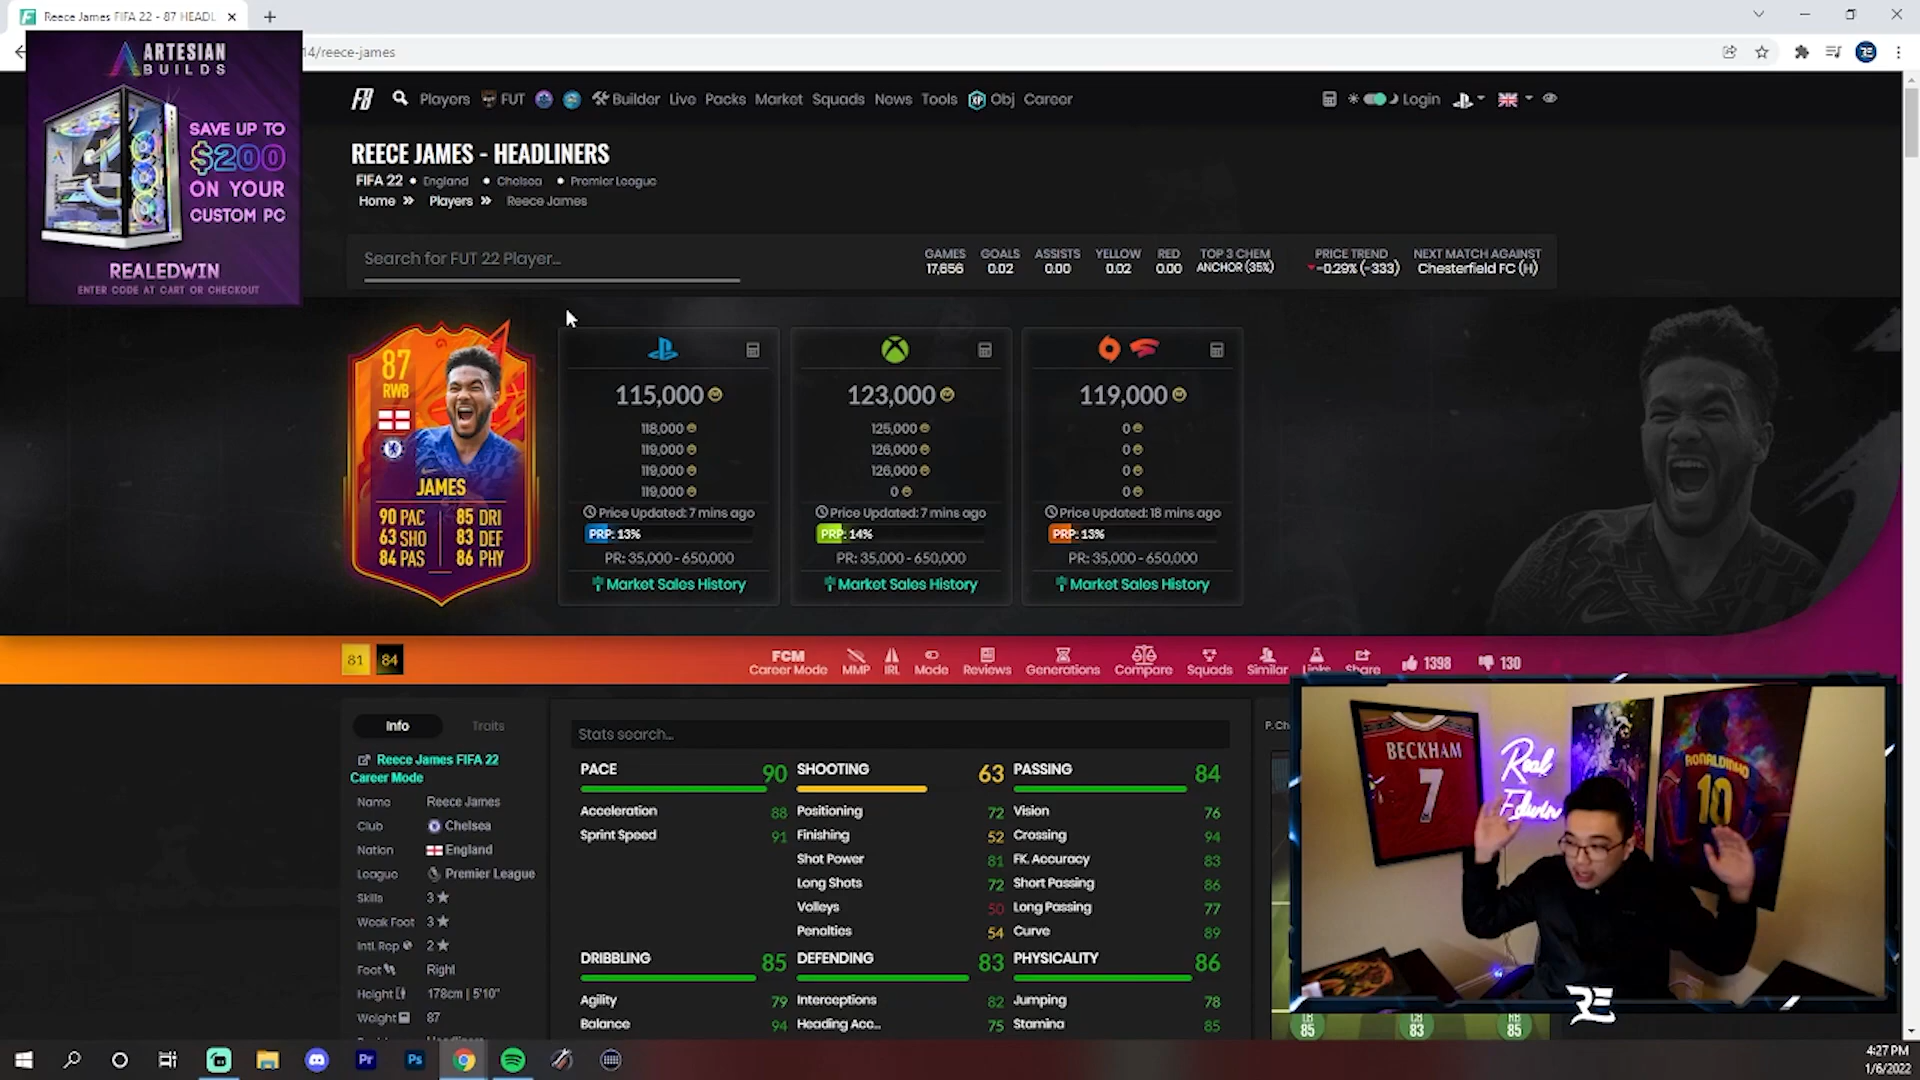 Reece James FIFA 22 - 87 HEADL
14/reece-james
ARTESIAN
BUILDS
SAVE UP TO
$200
ON YOUR
CUSTOM PC
REALEDWIN
ENTER CODE AT CART OR CHECKOUT
Players FUT Builder Live Packs Market Squads News Tools Obj Career
Login
REECE JAMES - HEADLINERS
FIFA 22 • England • Chelsea • Premier League
Home » Players » Reece James
Search for FUT 22 Player...
GAMES GOALS ASSISTS YELLOW RED TOP 3 CHEM PRICE TREND NEXT MATCH AGAINST
17,656 0.02 0.00 0.02 0.00 ANCHOR (35%) -0.29% (-333) Chesterfield FC (H)
87
RWB
JAMES
90 PAC 85 DRI
63 SHO 83 DEF
84 PAS 86 PHY
115,000 123,000 119,000
118,000 125,000 0
119,000 126,000 0
119,000 126,000 0
119,000 0 0
Price Updated: 7 mins ago Price Updated: 7 mins ago Price Updated: 18 mins ago
PRP: 13% PRP: 14% PRP: 13%
PR: 35,000 - 650,000 PR: 35,000 - 650,000 PR: 35,000 - 650,000
Market Sales History Market Sales History Market Sales History
81 84
FCM
Career Mode MMP IRL Mode Reviews Generations Compare Squads Similar Links Share 1398 130
Info Traits
Reece James FIFA 22
Career Mode
Name Reece James
Club Chelsea
Nation England
League Premier League
Skills 3
Weak Foot 3
Intl. Rep 2
Foot Right
Height 178cm | 5'10"
Weight 87
Stats search...
P. Ch
PACE 90 SHOOTING 63 PASSING 84
Acceleration 88 Positioning 72 Vision 76
Sprint Speed 91 Finishing 52 Crossing 94
Shot Power 81 FK. Accuracy 83
Long Shots 72 Short Passing 86
Volleys 50 Long Passing 77
Penalties 54 Curve 89
DRIBBLING 85 DEFENDING 83 PHYSICALITY 86
Agility 79 Interceptions 82 Jumping 78
Balance 94 Heading Acc... 75 Stamina 85
BECKHAM
7
Real
Edwin
RONALDINHO
10
RE
LB CB RB
85 83 85
Pr Ps
4:27 PM
1/6/2022